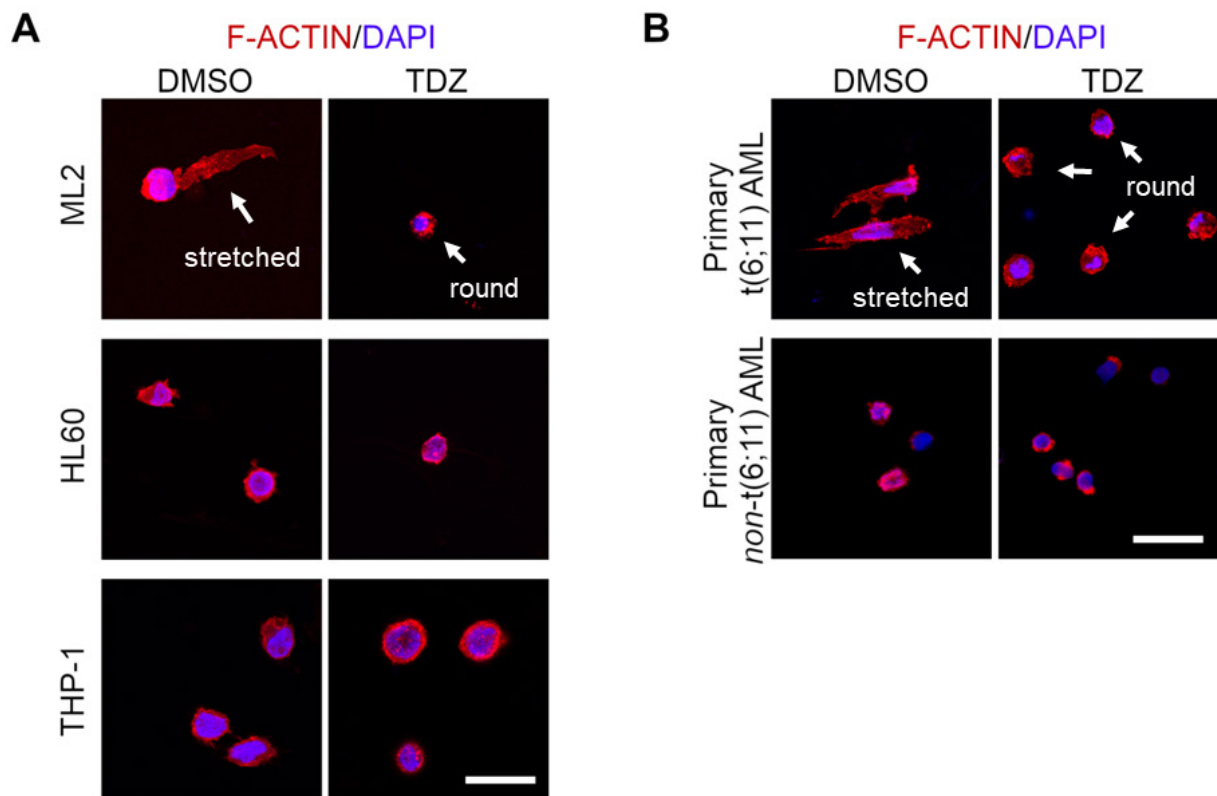 A
F-ACTIN/DAPI
DMSO TDZ
ML2
stretched
round
HL60
THP-1
B
F-ACTIN/DAPI
DMSO TDZ
Primary
t(6;11) AML
stretched
round
Primary
non-t(6;11) AML